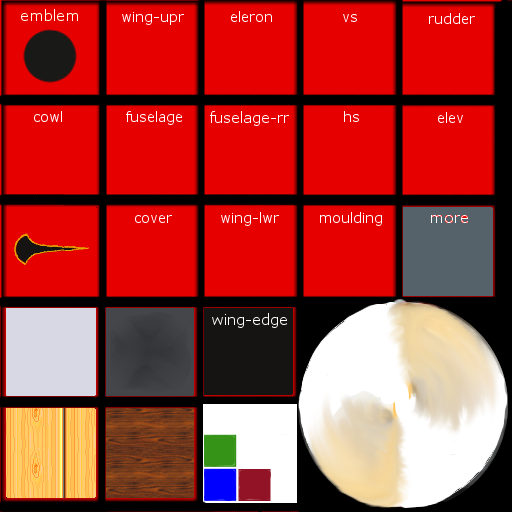 emblem wing-upr eleron vs rudder
cowl fuselage fuselage-rr hs elev
cover wing-lwr moulding more
wing-edge